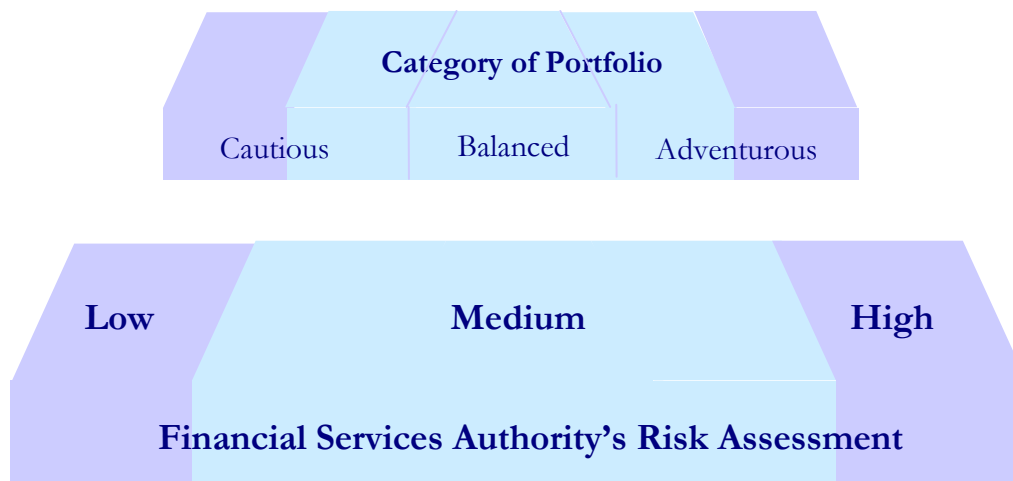 Category of Portfolio
Cautious Balanced Adventurous
Low Medium High
Financial Services Authority’s Risk Assessment